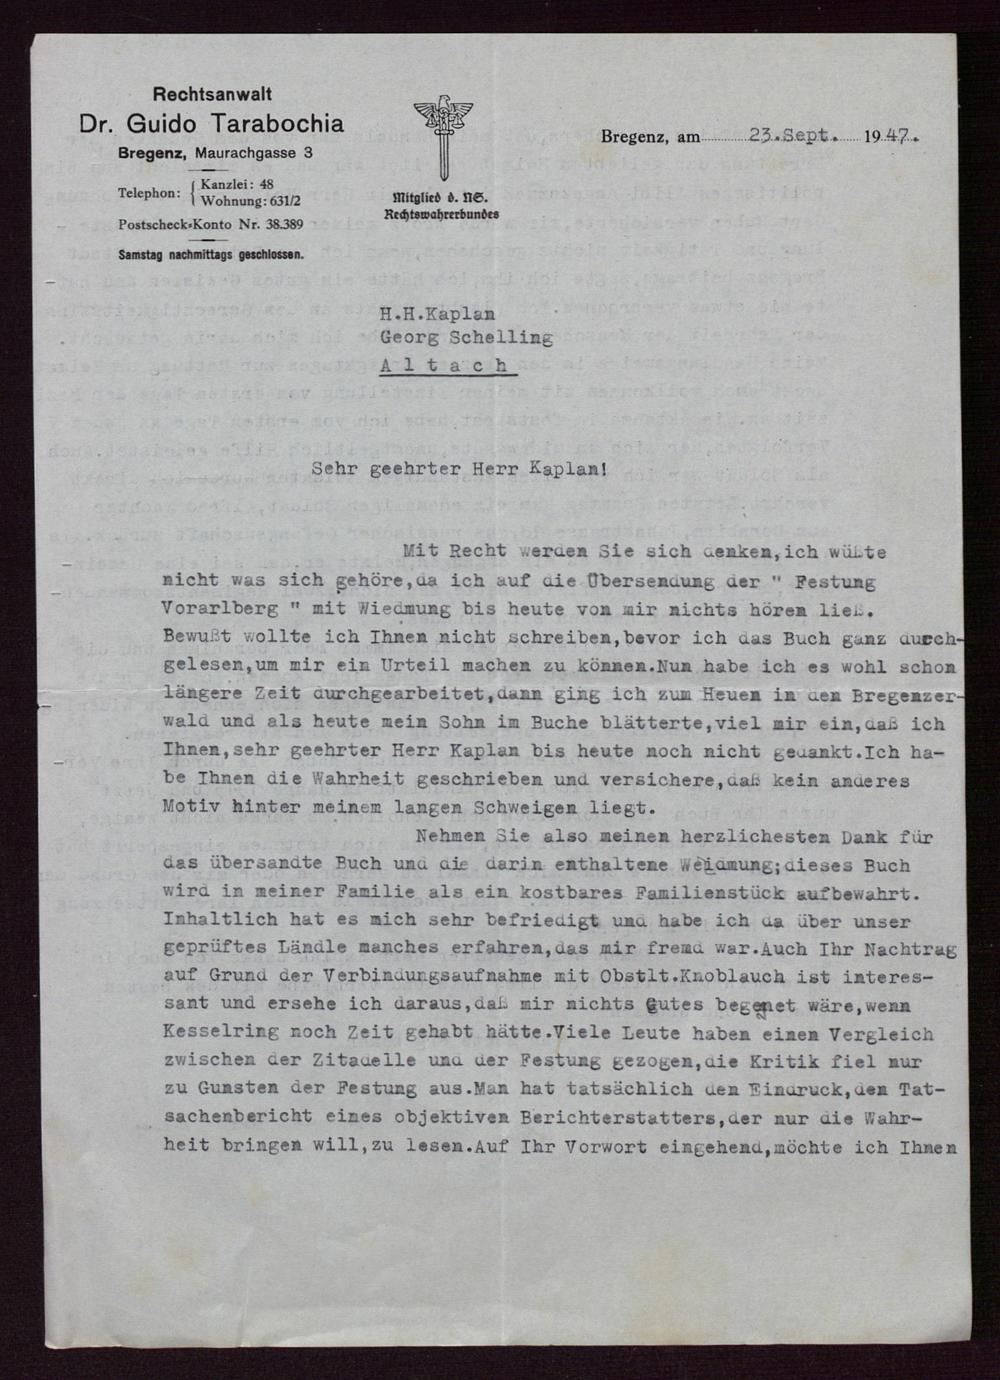 Rechtsanwalt
Dr. Guido Tarabochia
Bregenz, Maurachgasse 3
Telephon: { Kanzlei: 48
Wohnung: 631/2
Postscheck-Konto Nr. 38.389
Samstag nachmittags geschlossen.
Mitglied d. NS.
Rechtswahrerbundes
Bregenz, am 23.Sept. 1947.
H.H.Kaplan
Georg Schelling
A l t a c h
Sehr geehrter Herr Kaplan!
Mit Recht werden Sie sich denken,ich wüßte
nicht was sich gehöre,da ich auf die Übersendung der " Festung
Vorarlberg " mit Wiedmung bis heute von mir nichts hören ließ.
Bewußt wollte ich Ihnen nicht schreiben,bevor ich das Buch ganz durch-
gelesen,um mir ein Urteil machen zu können.Nun habe ich es wohl schon
längere Zeit durchgearbeitet,dann ging ich zum Heuen in den Bregenzer-
wald und als heute mein Sohn im Buche blätterte,viel mir ein,daß ich
Ihnen,sehr geehrter Herr Kaplan bis heute noch nicht gedankt.Ich ha-
be Ihnen die Wahrheit geschrieben und versichere,daß kein anderes
Motiv hinter meinem langen Schweigen liegt.
Nehmen Sie also meinen herzlichesten Dank für
das übersandte Buch und die darin enthaltene Weidmung;dieses Buch
wird in meiner Familie als ein kostbares Familienstück aufbewahrt.
Inhaltlich hat es mich sehr befriedigt und habe ich da über unser
geprüftes Ländle manches erfahren,das mir fremd war.Auch Ihr Nachtrag
auf Grund der Verbindungsaufnahme mit Obstlt.Knoblauch ist interes-
sant und ersehe ich daraus,daß mir nichts Gutes begegnet wäre,wenn
Kesselring noch Zeit gehabt hätte.Viele Leute haben einen Vergleich
zwischen der Zitadelle und der Festung gezogen,die Kritik fiel nur
zu Gunsten der Festung aus.Man hat tatsächlich den Eindruck,den Tat-
sachenbericht eines objektiven Berichterstatters,der nur die Wahr-
heit bringen will,zu lesen.Auf Ihr Vorwort eingehend,möchte ich Ihnen